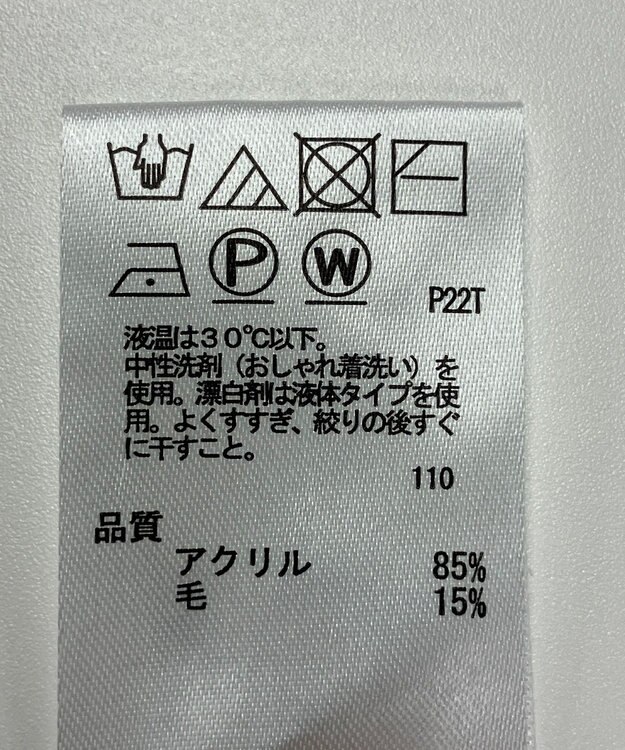 P W
P22T
液温は30℃以下。
中性洗剤（おしゃれ着洗い）を
使用。漂白剤は液体タイプを使
用。よくすすぎ、絞りの後すぐ
に干すこと。
110
品質
アクリル 85%
毛 15%